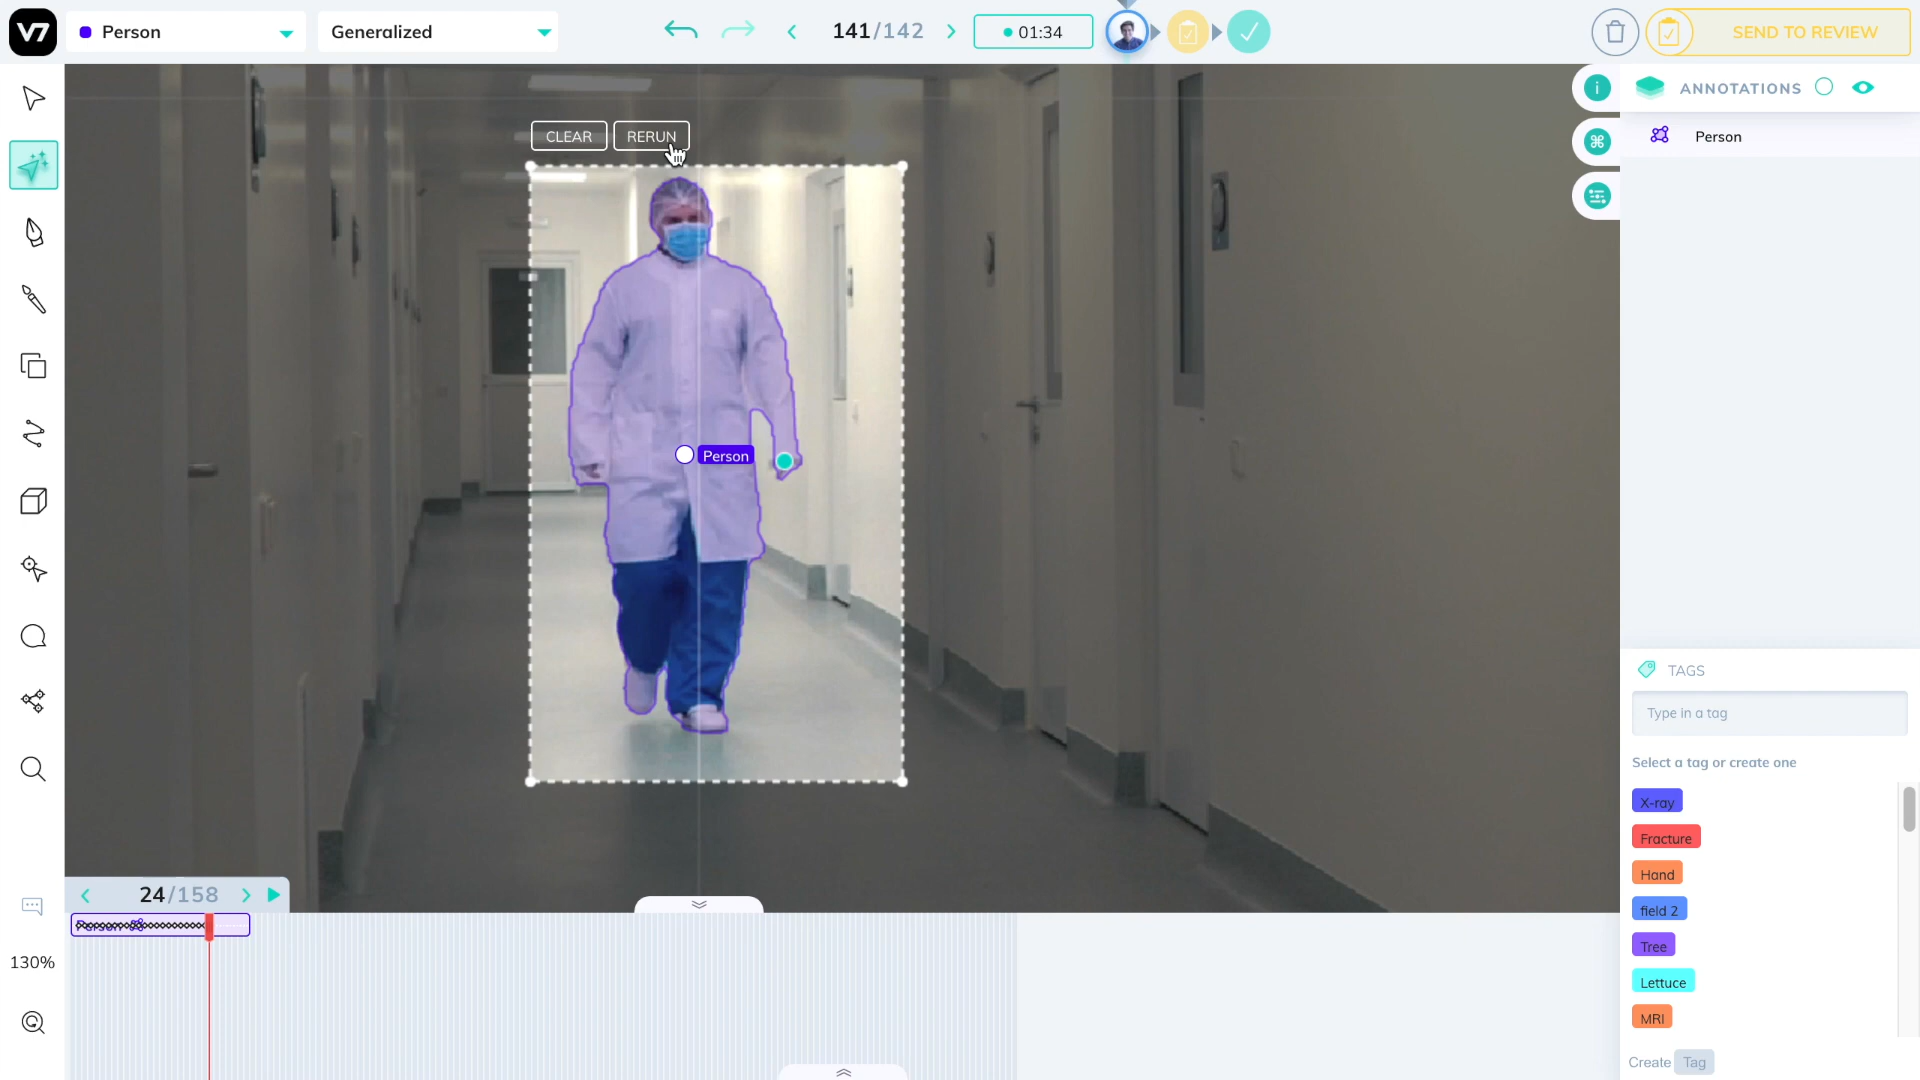 V7
Person
Generalized
141/142
01:34
SEND TO REVIEW
ANNOTATIONS
Person
CLEAR
RERUN
Person
TAGS
Type in a tag
Select a tag or create one
X-ray
Fracture
Hand
field 2
Tree
Lettuce
MRI
Create Tag
24/158
Person
130%